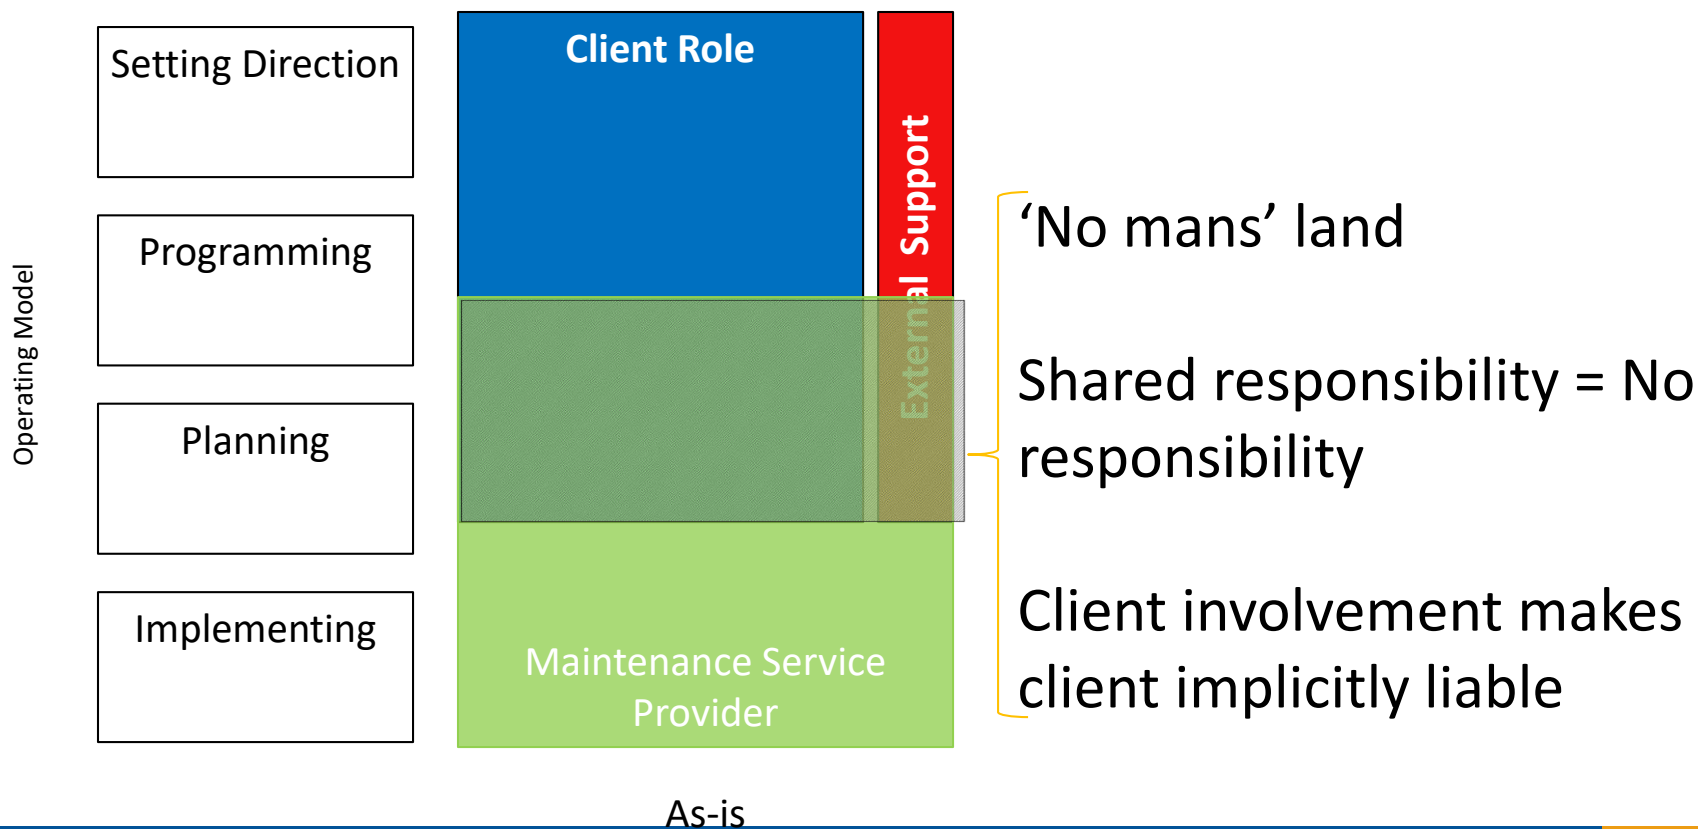 Operating Model
Setting Direction
Programming
Planning
Implementing
Client Role
External Support
Maintenance Service
Provider
‘No mans’ land
Shared responsibility = No
responsibility
Client involvement makes
client implicitly liable
As-is